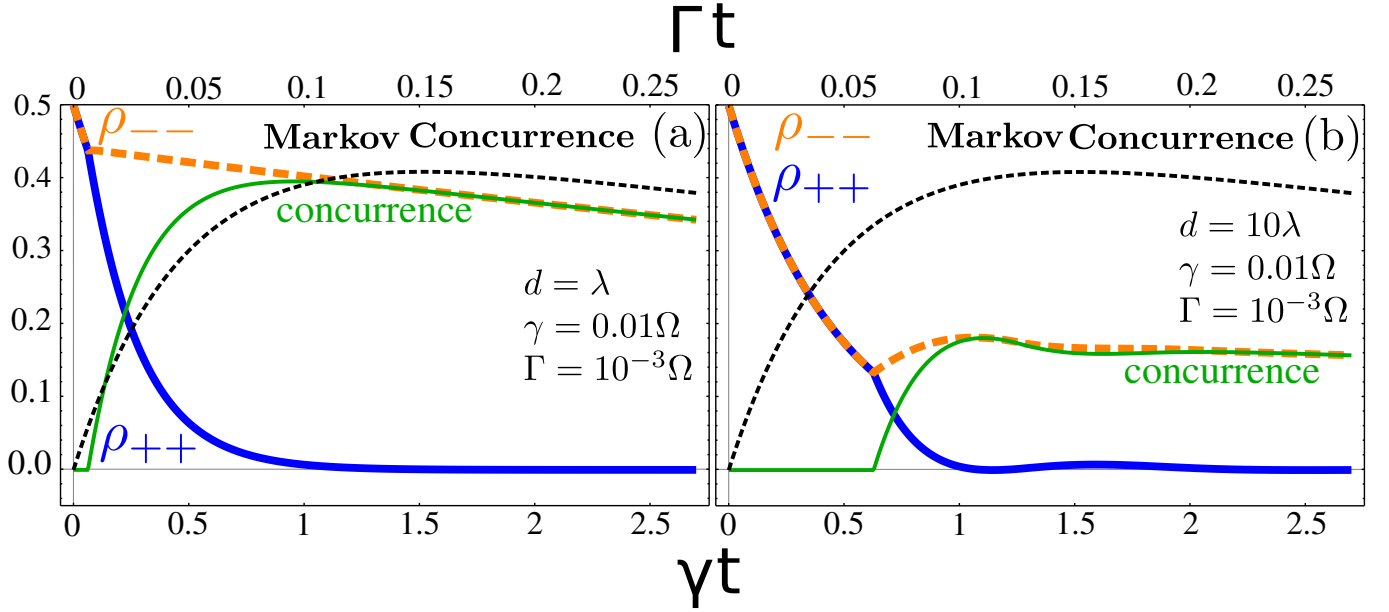 Γt
0 0.05 0.1 0.15 0.2 0.25
0 0.05 0.1 0.15 0.2 0.25
0.5
0.4
0.3
0.2
0.1
0.0
ρ−−
Markov Concurrence (a)
concurrence
d = λ
γ = 0.01Ω
Γ = 10⁻³Ω
ρ++
ρ−−
Markov Concurrence (b)
ρ++
d = 10λ
γ = 0.01Ω
Γ = 10⁻³Ω
concurrence
0 0.5 1 1.5 2 2.5
0 0.5 1 1.5 2 2.5
γt